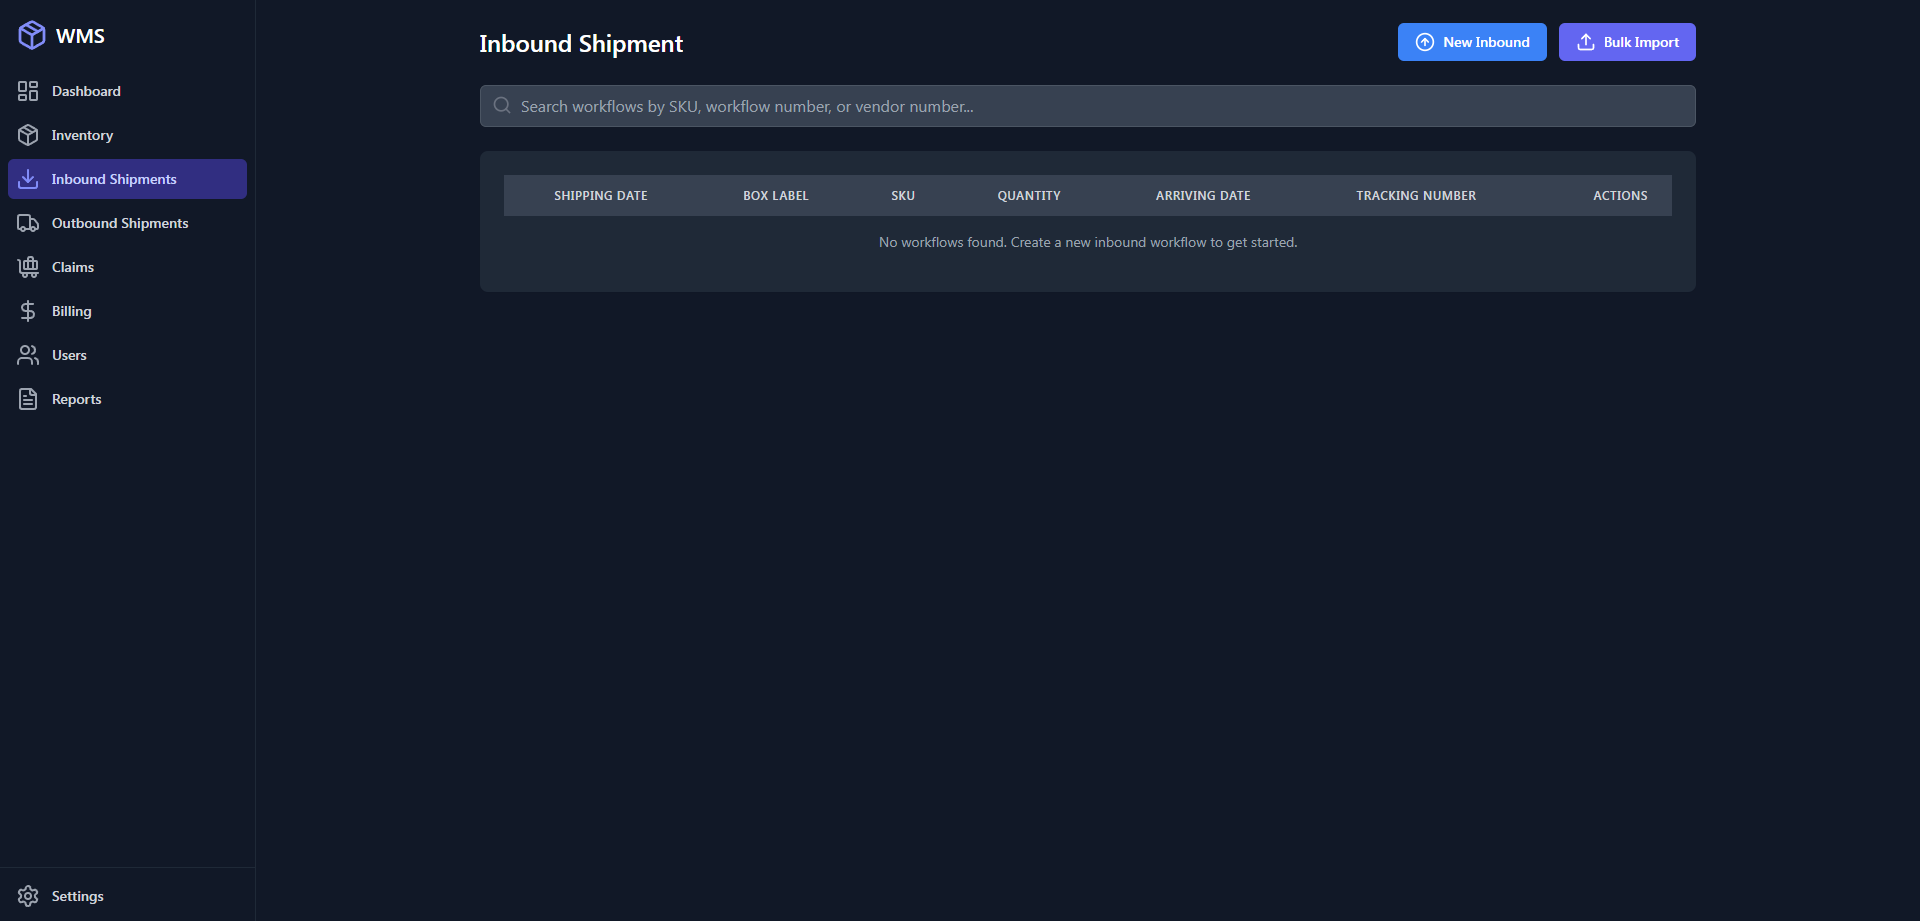 WMS
Dashboard
Inventory
Inbound Shipments
Outbound Shipments
Claims
Billing
Users
Reports
Settings
Inbound Shipment
New Inbound
Bulk Import
Search workflows by SKU, workflow number, or vendor number...
SHIPPING DATE BOX LABEL SKU QUANTITY ARRIVING DATE TRACKING NUMBER ACTIONS
No workflows found. Create a new inbound workflow to get started.